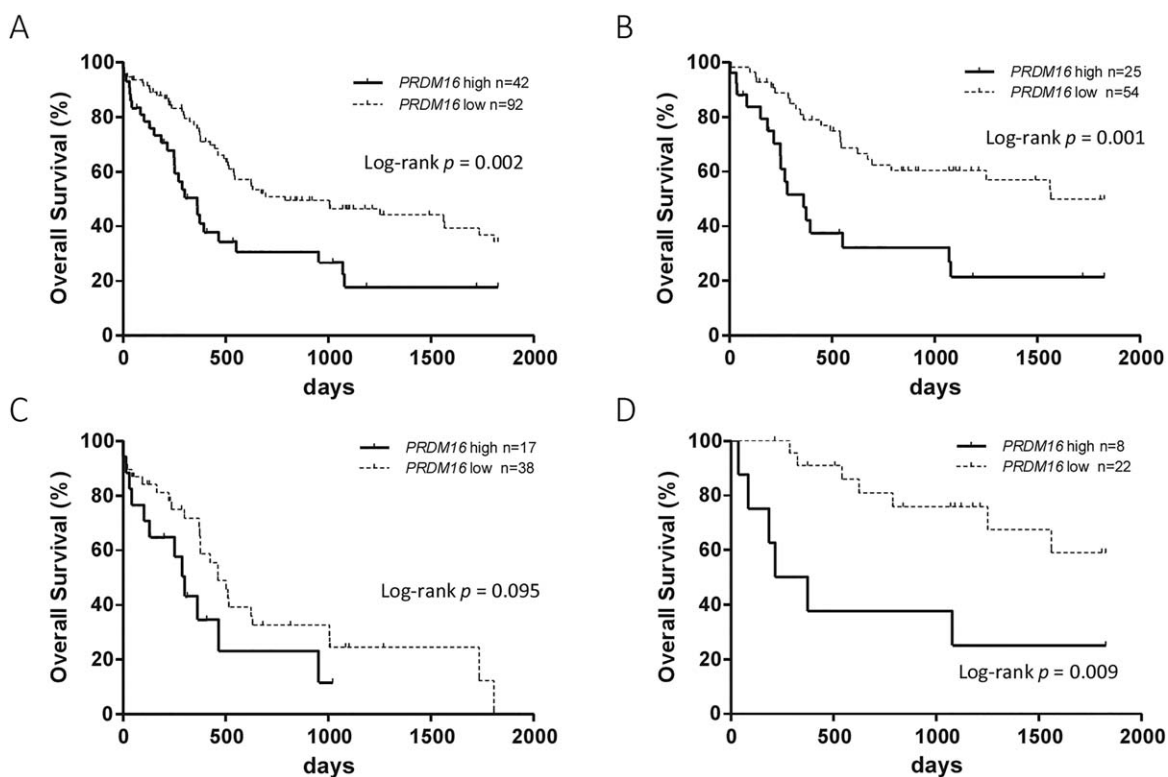 A
Overall Survival (%)
100
80
60
40
20
0
PRDM16 high n=42
PRDM16 low n=92
Log-rank p = 0.002
0 500 1000 1500 2000
days
B
Overall Survival (%)
100
80
60
40
20
0
PRDM16 high n=25
PRDM16 low n=54
Log-rank p = 0.001
0 500 1000 1500 2000
days
C
Overall Survival (%)
100
80
60
40
20
0
PRDM16 high n=17
PRDM16 low n=38
Log-rank p = 0.095
0 500 1000 1500 2000
days
D
Overall Survival (%)
100
80
60
40
20
0
PRDM16 high n=8
PRDM16 low n=22
Log-rank p = 0.009
0 500 1000 1500 2000
days